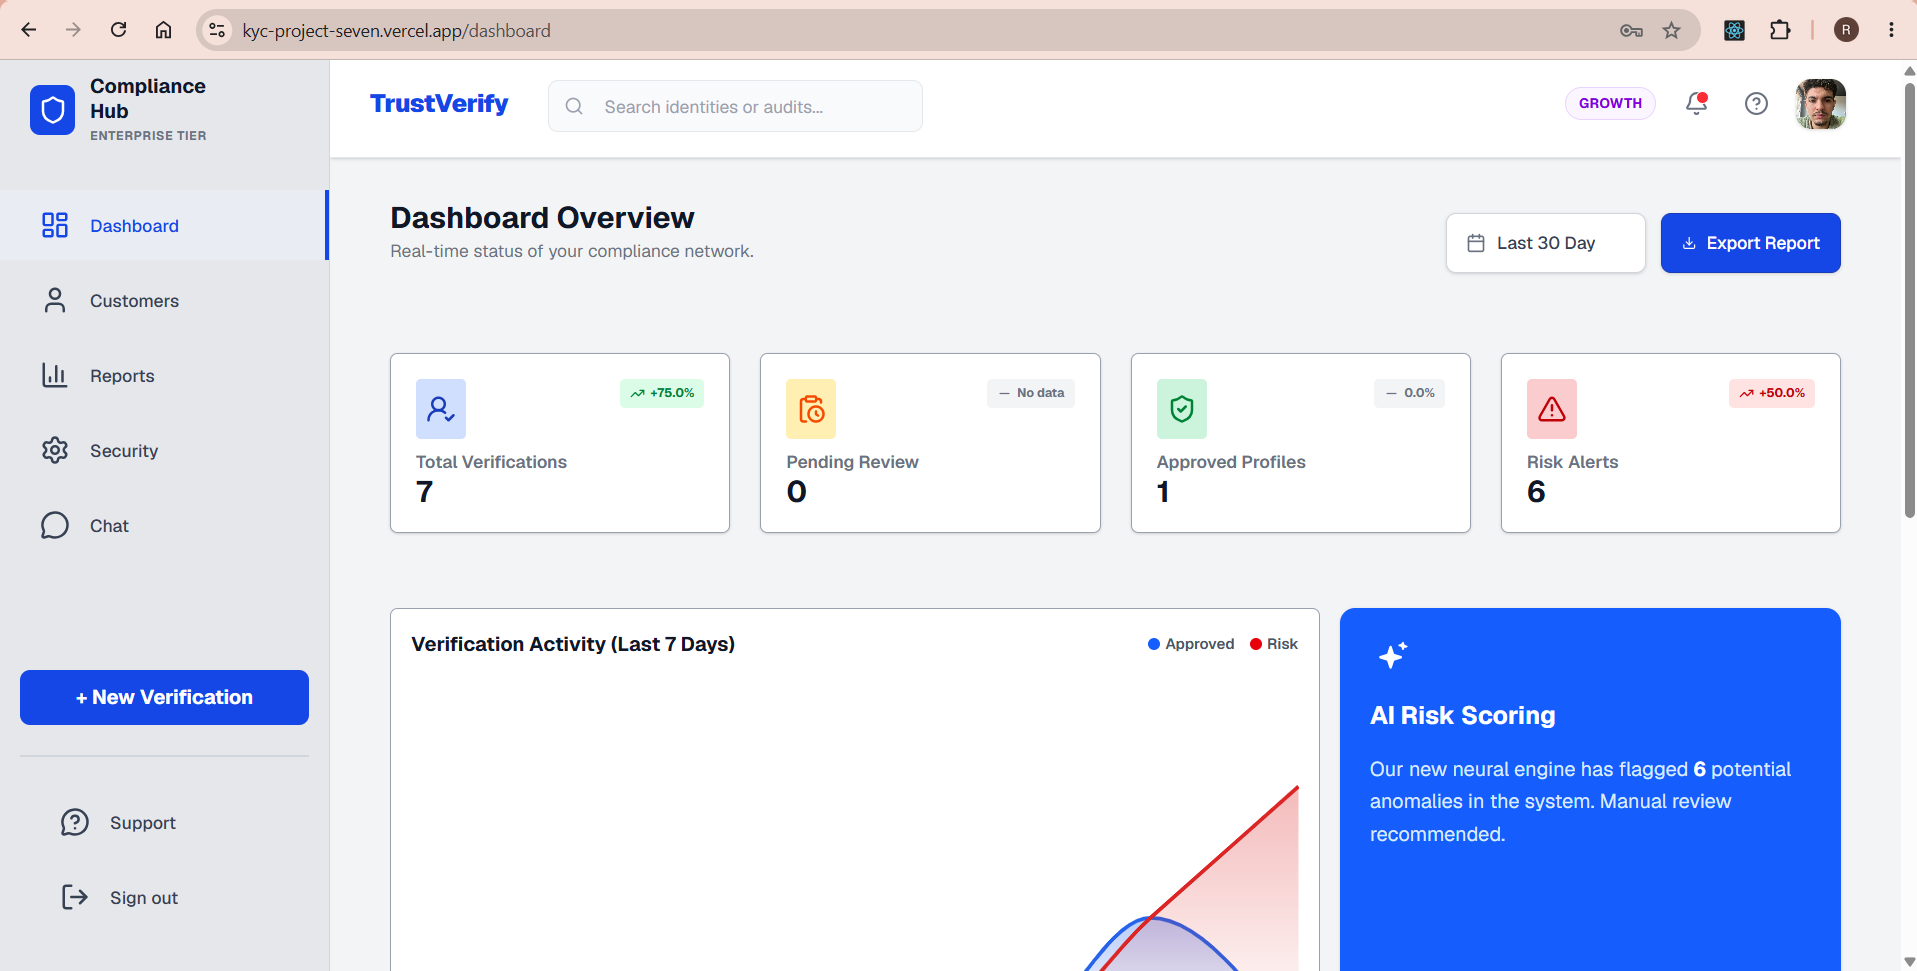 kyc-project-seven.vercel.app/dashboard
R
Compliance
Hub
ENTERPRISE TIER
TrustVerify
Search identities or audits...
GROWTH
Dashboard
Customers
Reports
Security
Chat
+ New Verification
Support
Sign out
Dashboard Overview
Real-time status of your compliance network.
Last 30 Day
Export Report
+75.0%
Total Verifications
7
No data
Pending Review
0
0.0%
Approved Profiles
1
+50.0%
Risk Alerts
6
Verification Activity (Last 7 Days)
Approved
Risk
AI Risk Scoring
Our new neural engine has flagged 6 potential
anomalies in the system. Manual review
recommended.